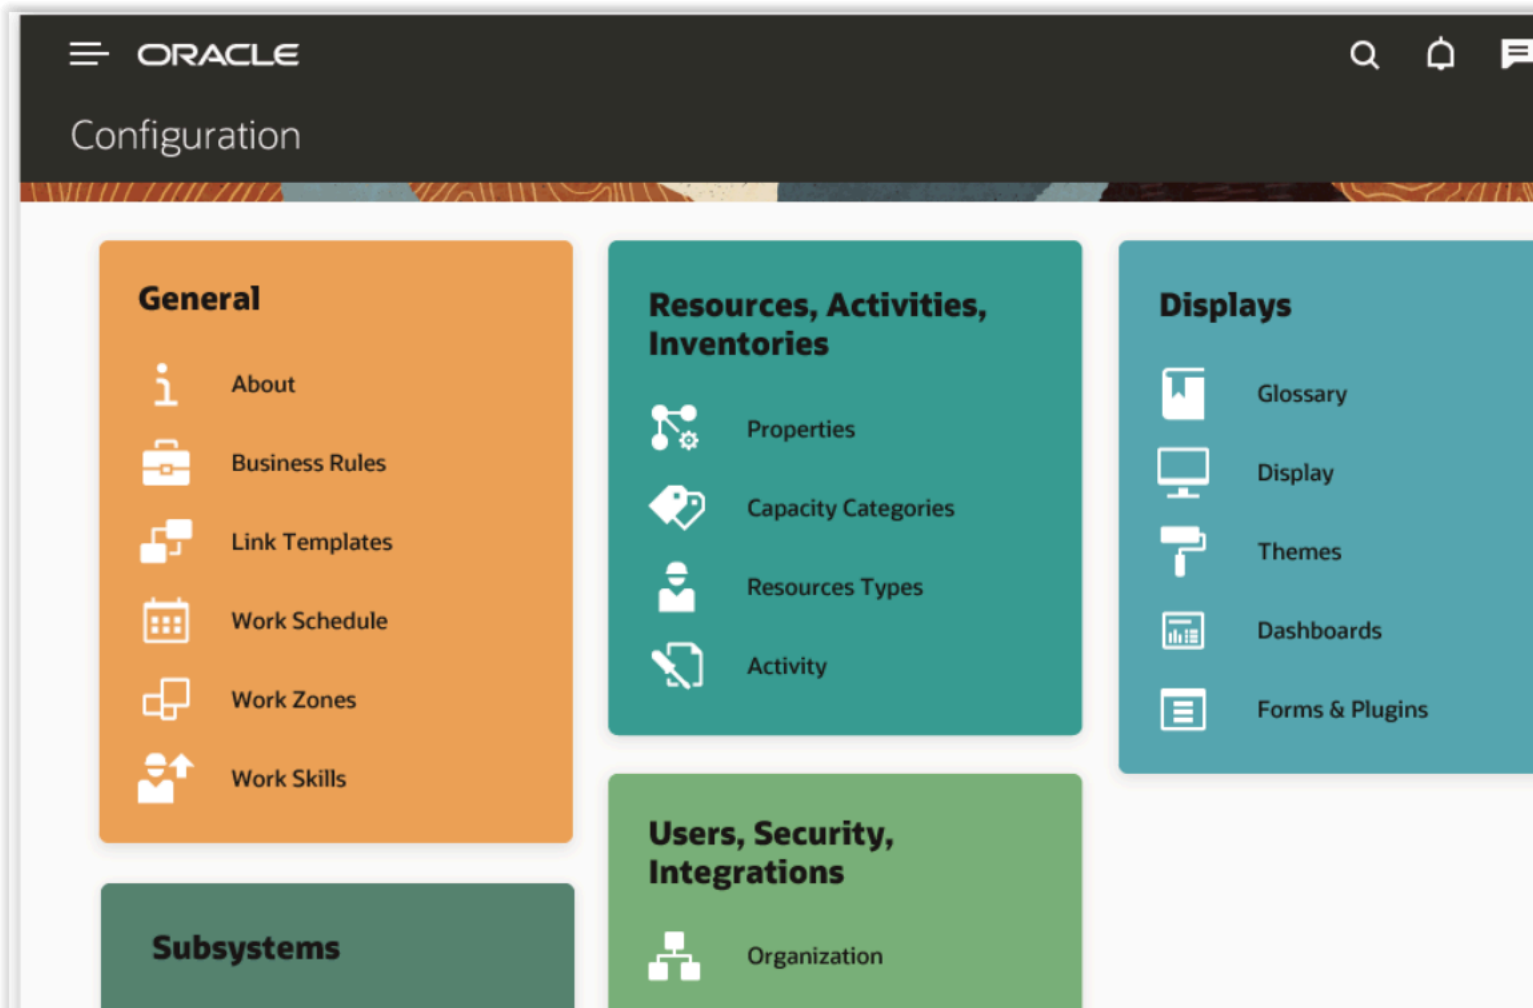 ORACLE
Configuration
General
About
Business Rules
Link Templates
Work Schedule
Work Zones
Work Skills
Subsystems
Resources, Activities,
Inventories
Properties
Capacity Categories
Resources Types
Activity
Users, Security,
Integrations
Organization
Displays
Glossary
Display
Themes
Dashboards
Forms & Plugins